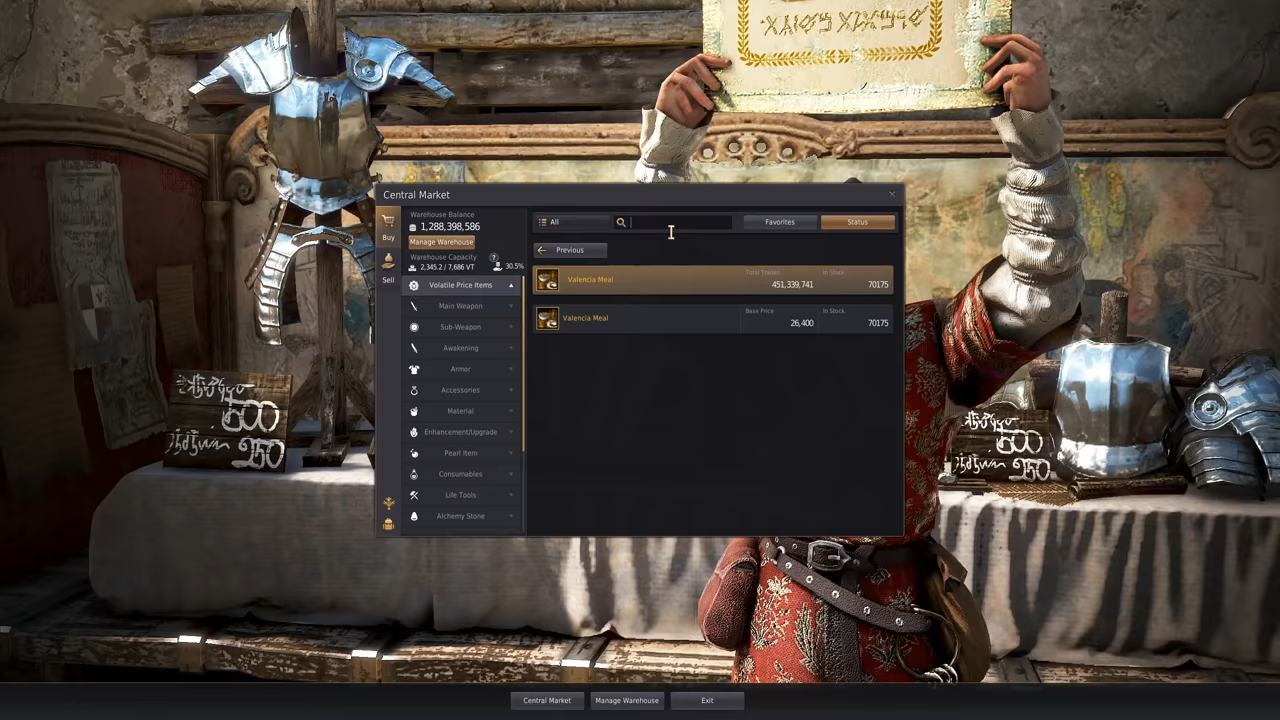 Central Market
Warehouse Balance
1,288,398,586
Manage Warehouse
Warehouse Capacity
2,345.2 / 7,686 VT
30.5%
Buy
Sell
Volatile Price Items
Main Weapon
Sub-Weapon
Awakening
Armor
Accessories
Material
Enhancement/Upgrade
Pearl Item
Consumables
Life Tools
Alchemy Stone
All
Favorites
Status
Previous
Valencia Meal
Total Trades
451,339,741
In Stock
70175
Valencia Meal
Base Price
26,400
In Stock
70175
600
250
600
250
Central Market
Manage Warehouse
Exit